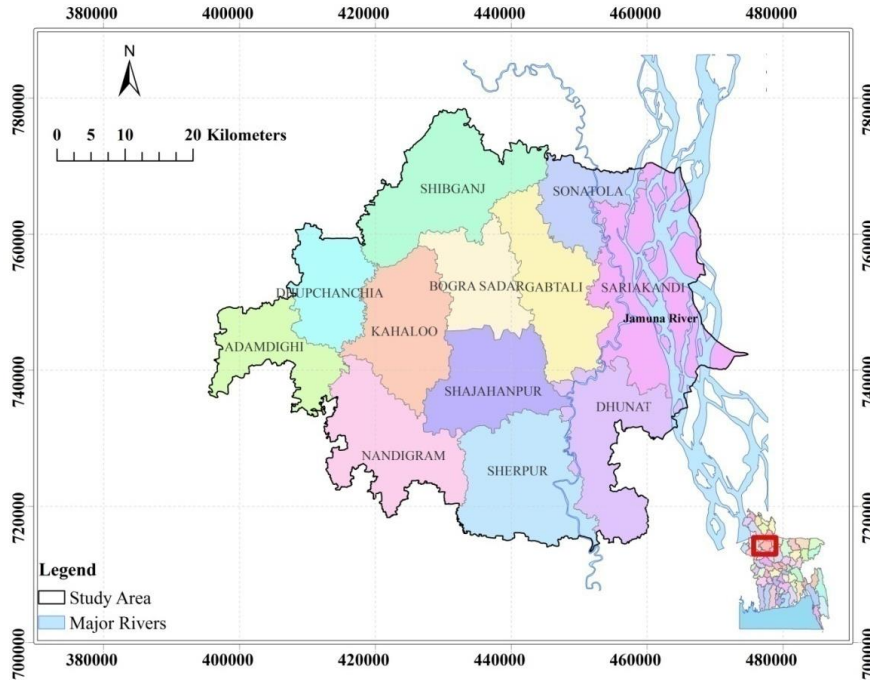 380000 400000 420000 440000 460000 480000
N
0 5 10 20 Kilometers
780000 780000
SHIBGANJ
SONATOLA
760000 760000
DHUPCHANCHIA
BOGRA SADAR
GABTALI
SARIAKANDI
Jamuna River
KAHALOO
ADAMDIGHI
740000 740000
SHAJAHANPUR
DHUNAT
NANDIGRAM
SHERPUR
720000 720000
Legend
Study Area
Major Rivers
700000 700000
380000 400000 420000 440000 460000 480000